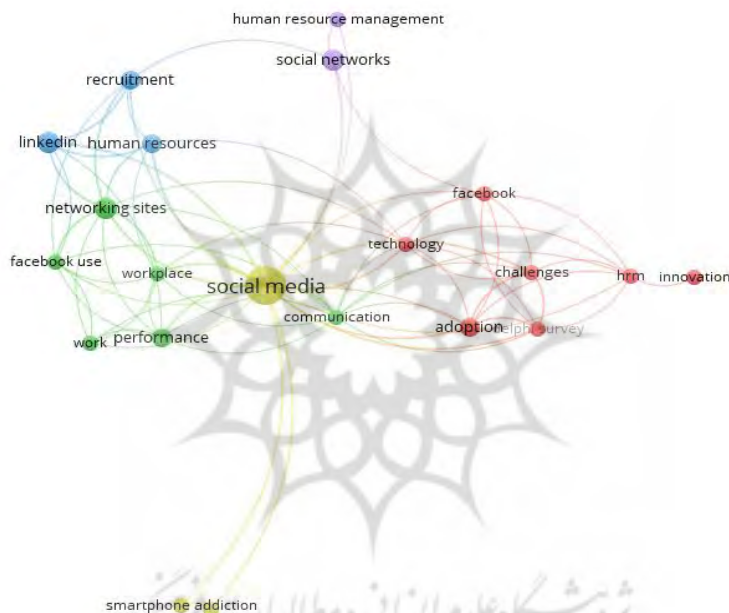 human resource management
social networks
recruitment
linkedin
human resources
facebook
networking sites
technology
facebook use
workplace
challenges
hrm
innovation
social media
communication
adoption
delphi survey
work
performance
smartphone addiction